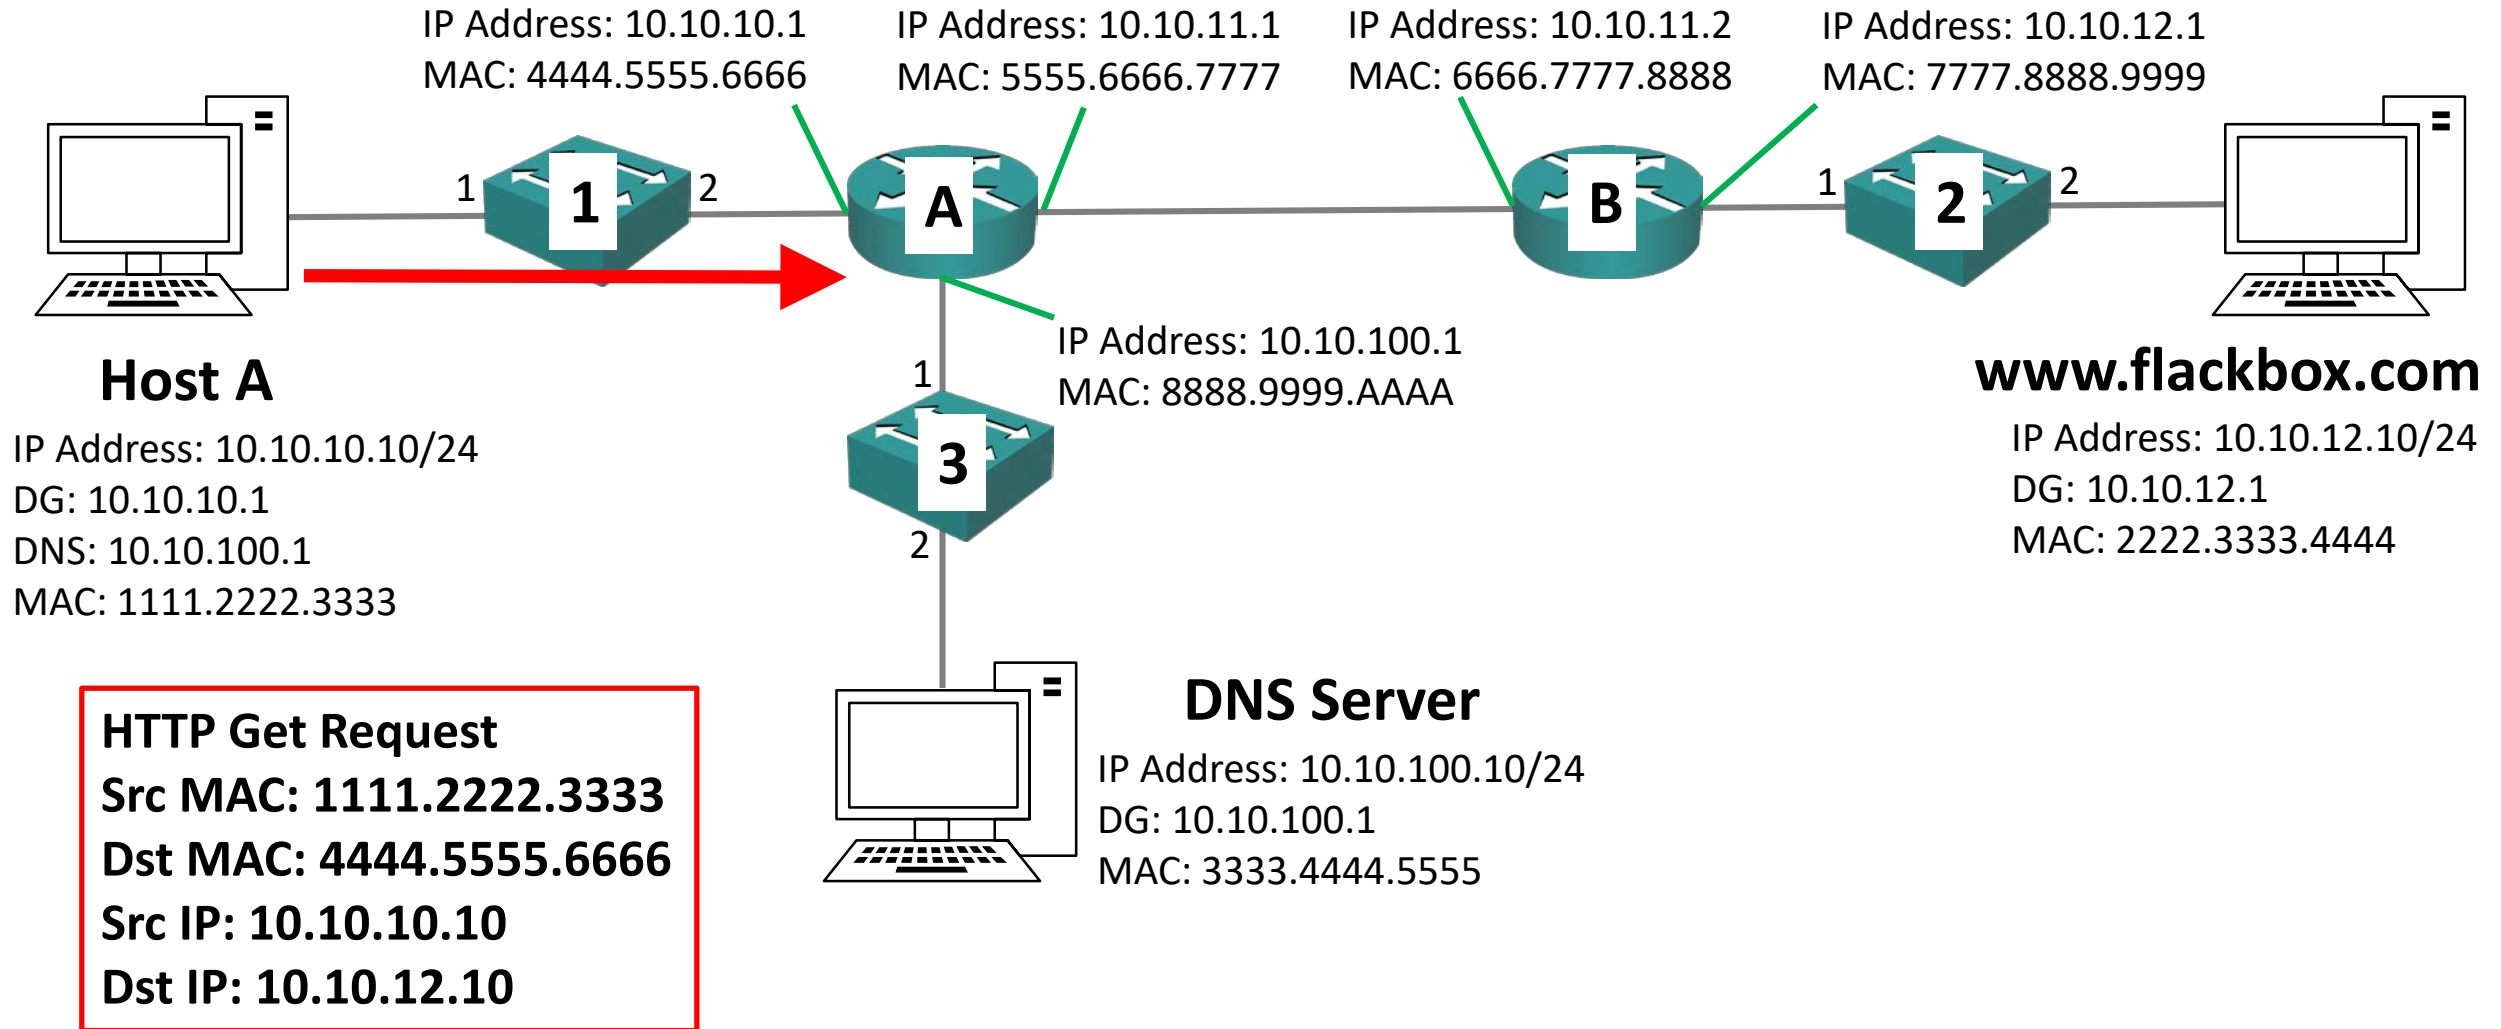 IP Address: 10.10.10.1
MAC: 4444.5555.6666
IP Address: 10.10.11.1
MAC: 5555.6666.7777
IP Address: 10.10.11.2
MAC: 6666.7777.8888
IP Address: 10.10.12.1
MAC: 7777.8888.9999
1
1
2
A
B
1
2
2
Host A
IP Address: 10.10.10.10/24
DG: 10.10.10.1
DNS: 10.10.100.1
MAC: 1111.2222.3333
IP Address: 10.10.100.1
MAC: 8888.9999.AAAA
1
3
2
www.flackbox.com
IP Address: 10.10.12.10/24
DG: 10.10.12.1
MAC: 2222.3333.4444
HTTP Get Request
Src MAC: 1111.2222.3333
Dst MAC: 4444.5555.6666
Src IP: 10.10.10.10
Dst IP: 10.10.12.10
DNS Server
IP Address: 10.10.100.10/24
DG: 10.10.100.1
MAC: 3333.4444.5555